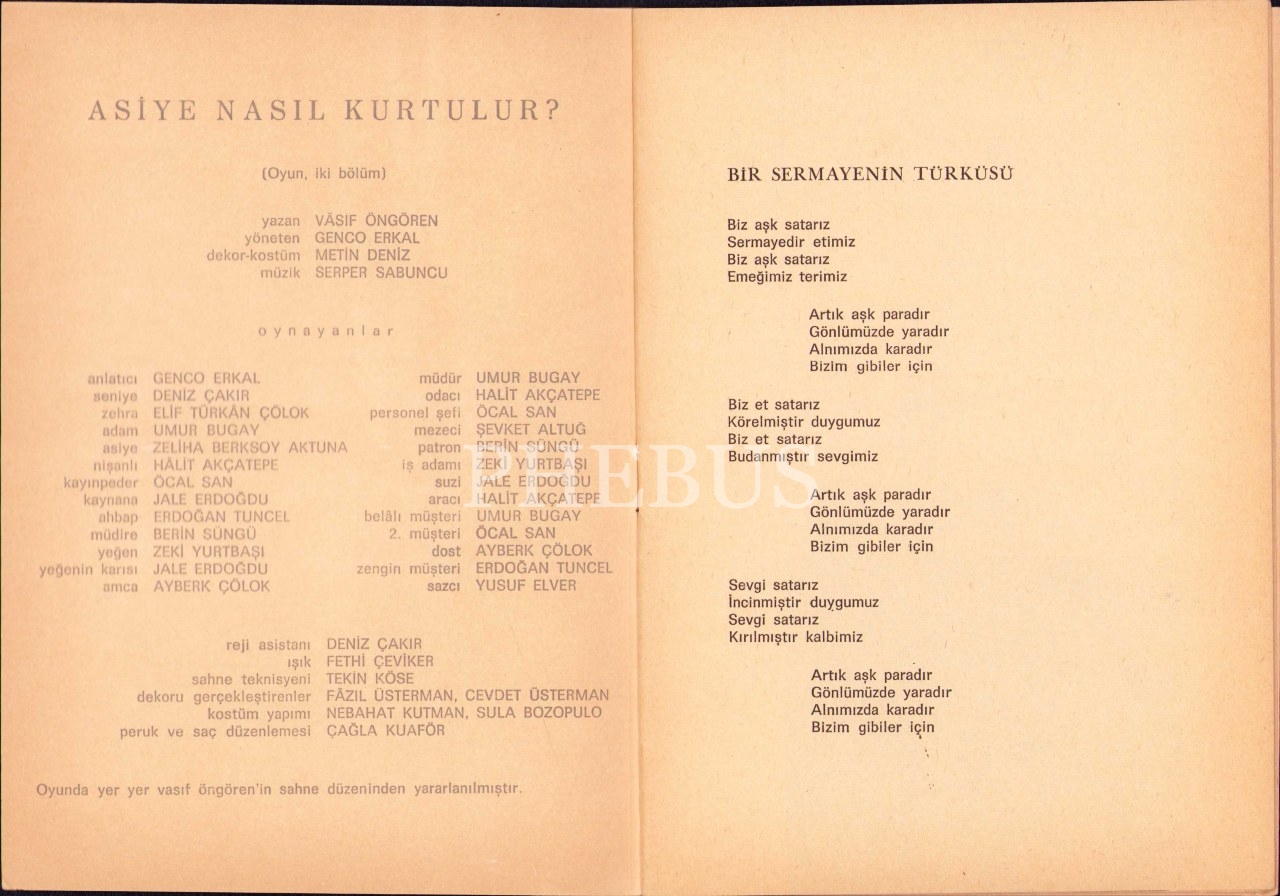 ASİYE NASIL KURTULUR?
(Oyun, iki bölüm)
yazan VÂSIF ÖNGÖREN
yöneten GENCO ERKAL
dekor-kostüm METİN DENİZ
müzik SERPER SABUNCU
oynayanlar
anlatıcı GENCO ERKAL
seniye DENİZ ÇAKIR
zehra ELİF TÜRKÂN ÇÖLOK
adam UMUR BUGAY
asiye ZELİHA BERKSOY AKTUNA
nişanlı HÂLİT AKÇATEPE
kayınpeder ÖCAL SAN
kaynana JALE ERDOĞDU
ahbap ERDOĞAN TUNCEL
müdire BERİN SÜNGÜ
yeğen ZEKİ YURTBAŞI
yeğenin karısı JALE ERDOĞDU
amca AYBERK ÇÖLOK
müdür UMUR BUGAY
odacı HALİT AKÇATEPE
personel şefi ÖCAL SAN
mezeci ŞEVKET ALTUĞ
patron BERİN SÜNGÜ
iş adamı ZEKİ YURTBAŞI
suzi JALE ERDOĞDU
aracı HALİT AKÇATEPE
belâlı müşteri UMUR BUGAY
2. müşteri ÖCAL SAN
dost AYBERK ÇÖLOK
zengin müşteri ERDOĞAN TUNCEL
sazcı YUSUF ELVER
reji asistanı DENİZ ÇAKIR
ışık FETHİ ÇEVİKER
sahne teknisyeni TEKİN KÖSE
dekoru gerçekleştirenler FÂZIL ÜSTERMAN, CEVDET ÜSTERMAN
kostüm yapımı NEBAHAT KUTMAN, SULA BOZOPULO
peruk ve saç düzenlemesi ÇAĞLA KUAFÖR
Oyunda yer yer vasıf öngören'in sahne düzeninden yararlanılmıştır.
BİR SERMAYENİN TÜRKÜSÜ
Biz aşk satarız
Sermayedir etimiz
Biz aşk satarız
Emeğimiz terimiz
Artık aşk paradır
Gönlümüzde yaradır
Alnımızda karadır
Bizim gibiler için
Biz et satarız
Körelmiştir duygumuz
Biz et satarız
Budanmıştır sevgimiz
Artık aşk paradır
Gönlümüzde yaradır
Alnımızda karadır
Bizim gibiler için
Sevgi satarız
İncinmiştir duygumuz
Sevgi satarız
Kırılmıştır kalbimiz
Artık aşk paradır
Gönlümüzde yaradır
Alnımızda karadır
Bizim gibiler için
PHEBUS